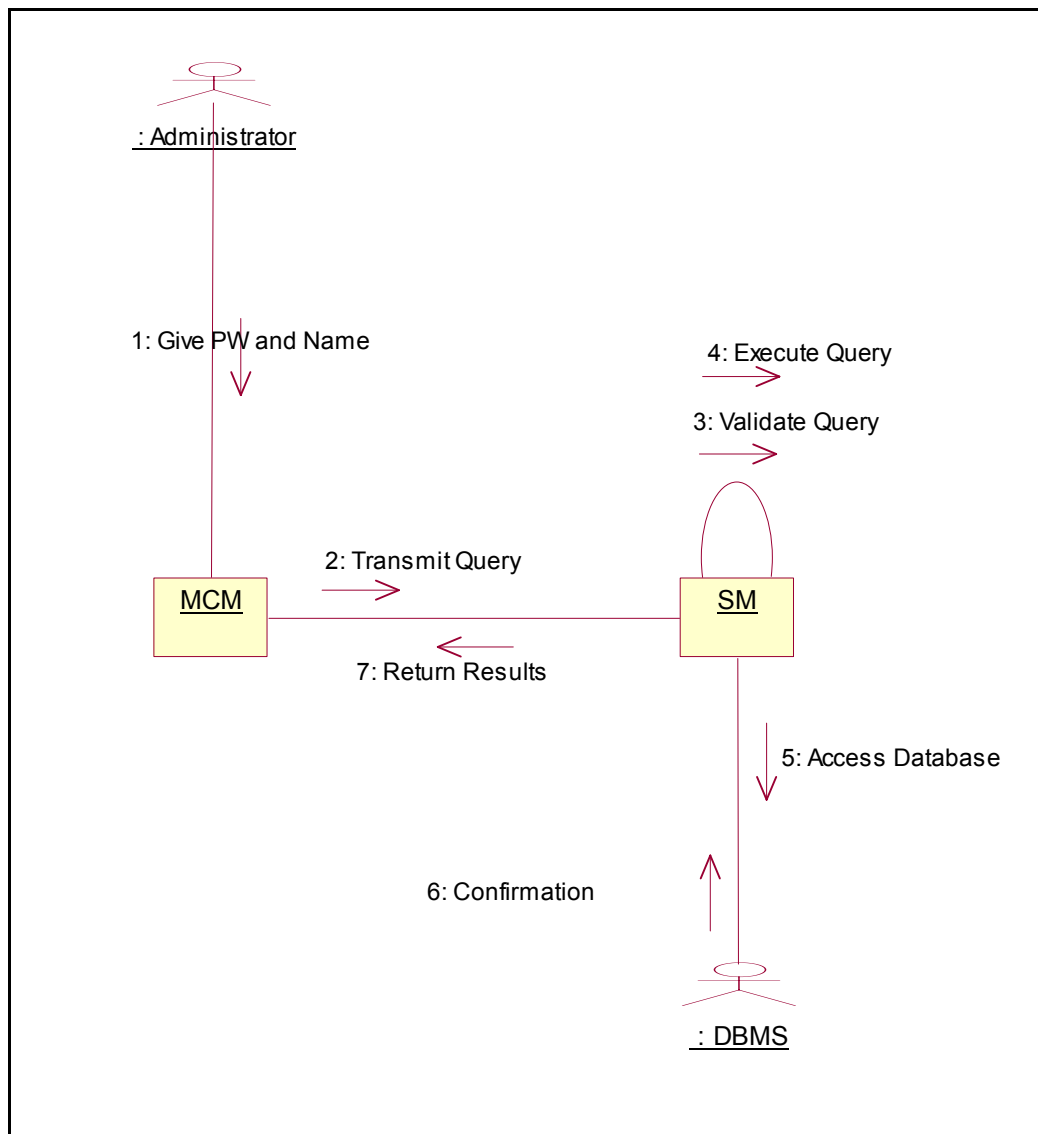 : Administrator
1: Give PW and Name
4: Execute Query
3: Validate Query
2: Transmit Query
MCM
SM
7: Return Results
5: Access Database
6: Confirmation
: DBMS